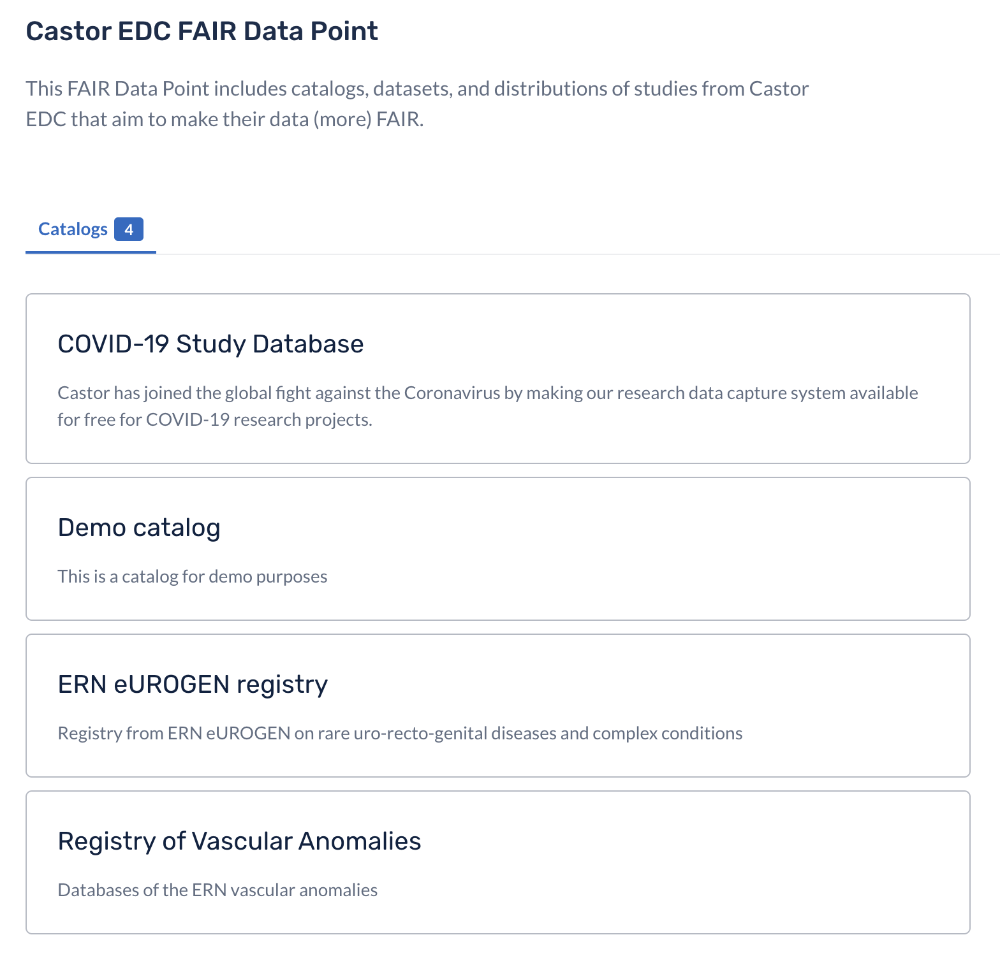 Castor EDC FAIR Data Point
This FAIR Data Point includes catalogs, datasets, and distributions of studies from Castor
EDC that aim to make their data (more) FAIR.
Catalogs 4
COVID-19 Study Database
Castor has joined the global fight against the Coronavirus by making our research data capture system available
for free for COVID-19 research projects.
Demo catalog
This is a catalog for demo purposes
ERN eUROGEN registry
Registry from ERN eUROGEN on rare uro-recto-genital diseases and complex conditions
Registry of Vascular Anomalies
Databases of the ERN vascular anomalies